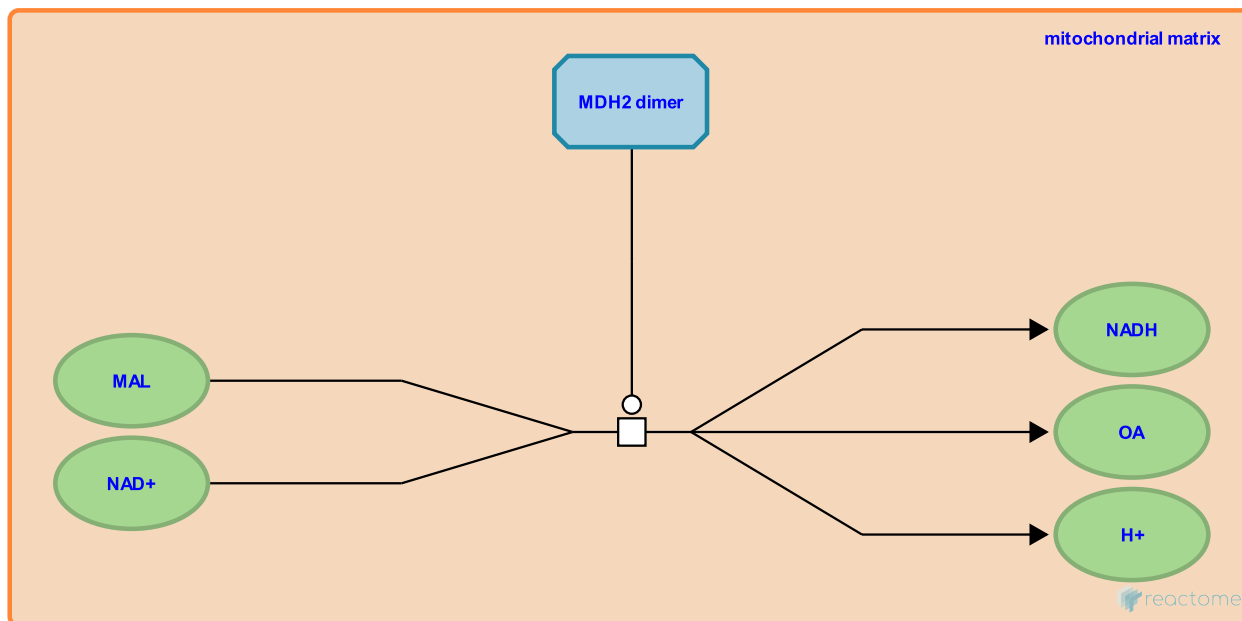 mitochondrial matrix
MDH2 dimer
NADH
MAL
OA
NAD+
H+
reactome